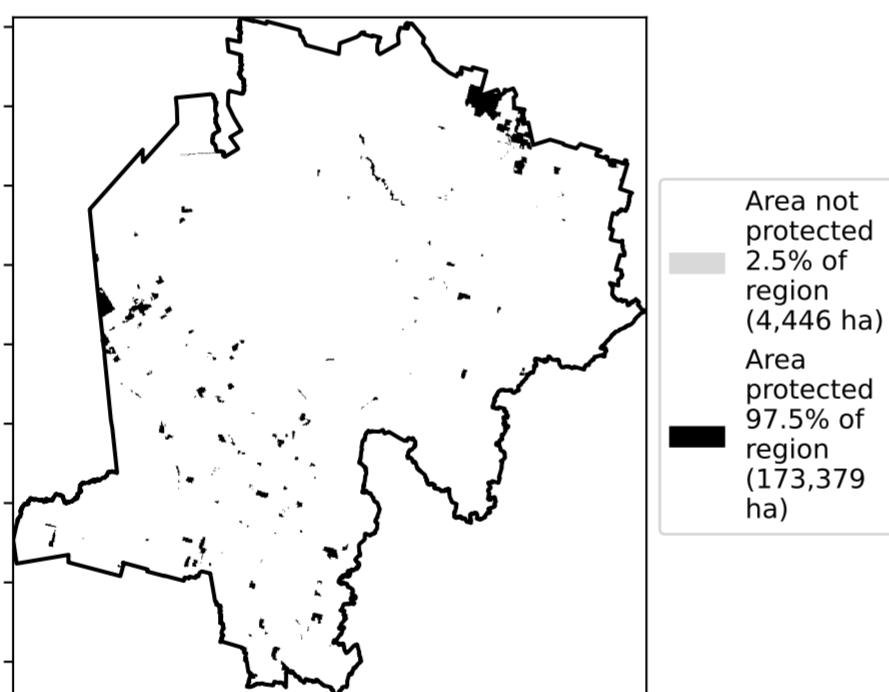 Area not
protected
2.5% of
region
(4,446 ha)
Area
protected
97.5% of
region
(173,379
ha)